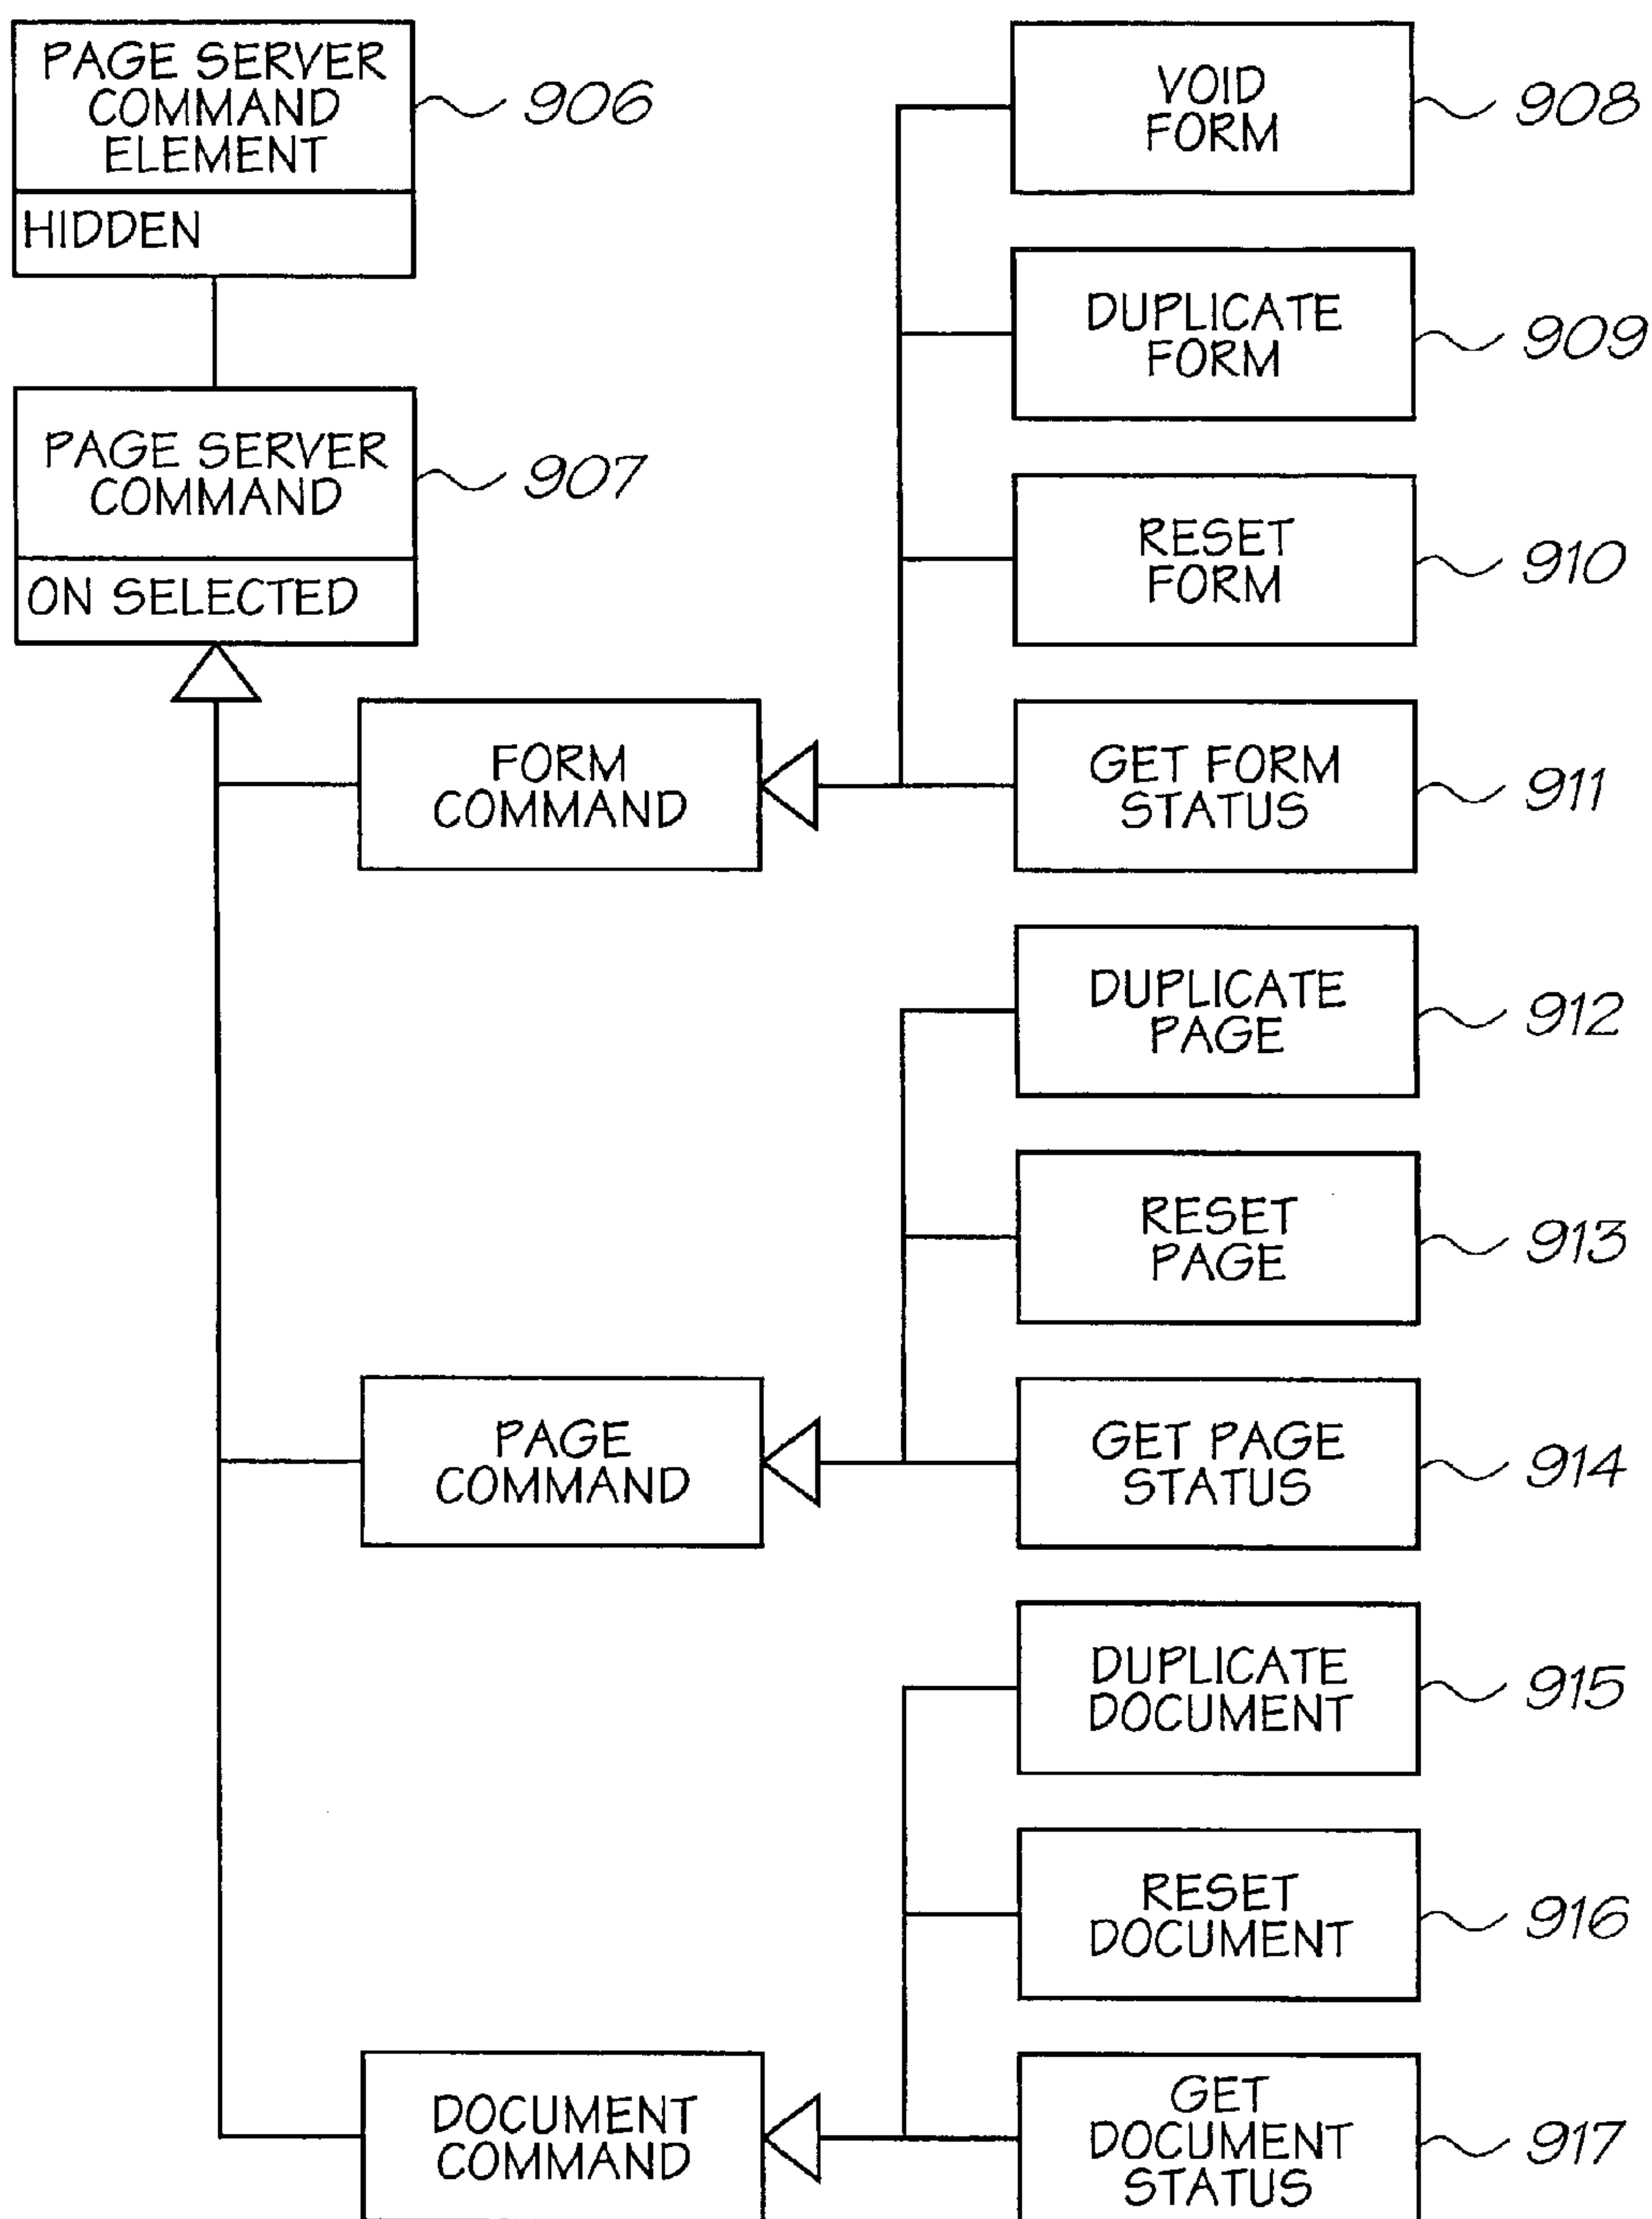 PAGE SERVER
COMMAND
ELEMENT
906
HIDDEN
PAGE SERVER
COMMAND
907
ON SELECTED
FORM
COMMAND
VOID
FORM
908
DUPLICATE
FORM
909
RESET
FORM
910
GET FORM
STATUS
911
PAGE
COMMAND
DUPLICATE
PAGE
912
RESET
PAGE
913
GET PAGE
STATUS
914
DOCUMENT
COMMAND
DUPLICATE
DOCUMENT
915
RESET
DOCUMENT
916
GET
DOCUMENT
STATUS
917